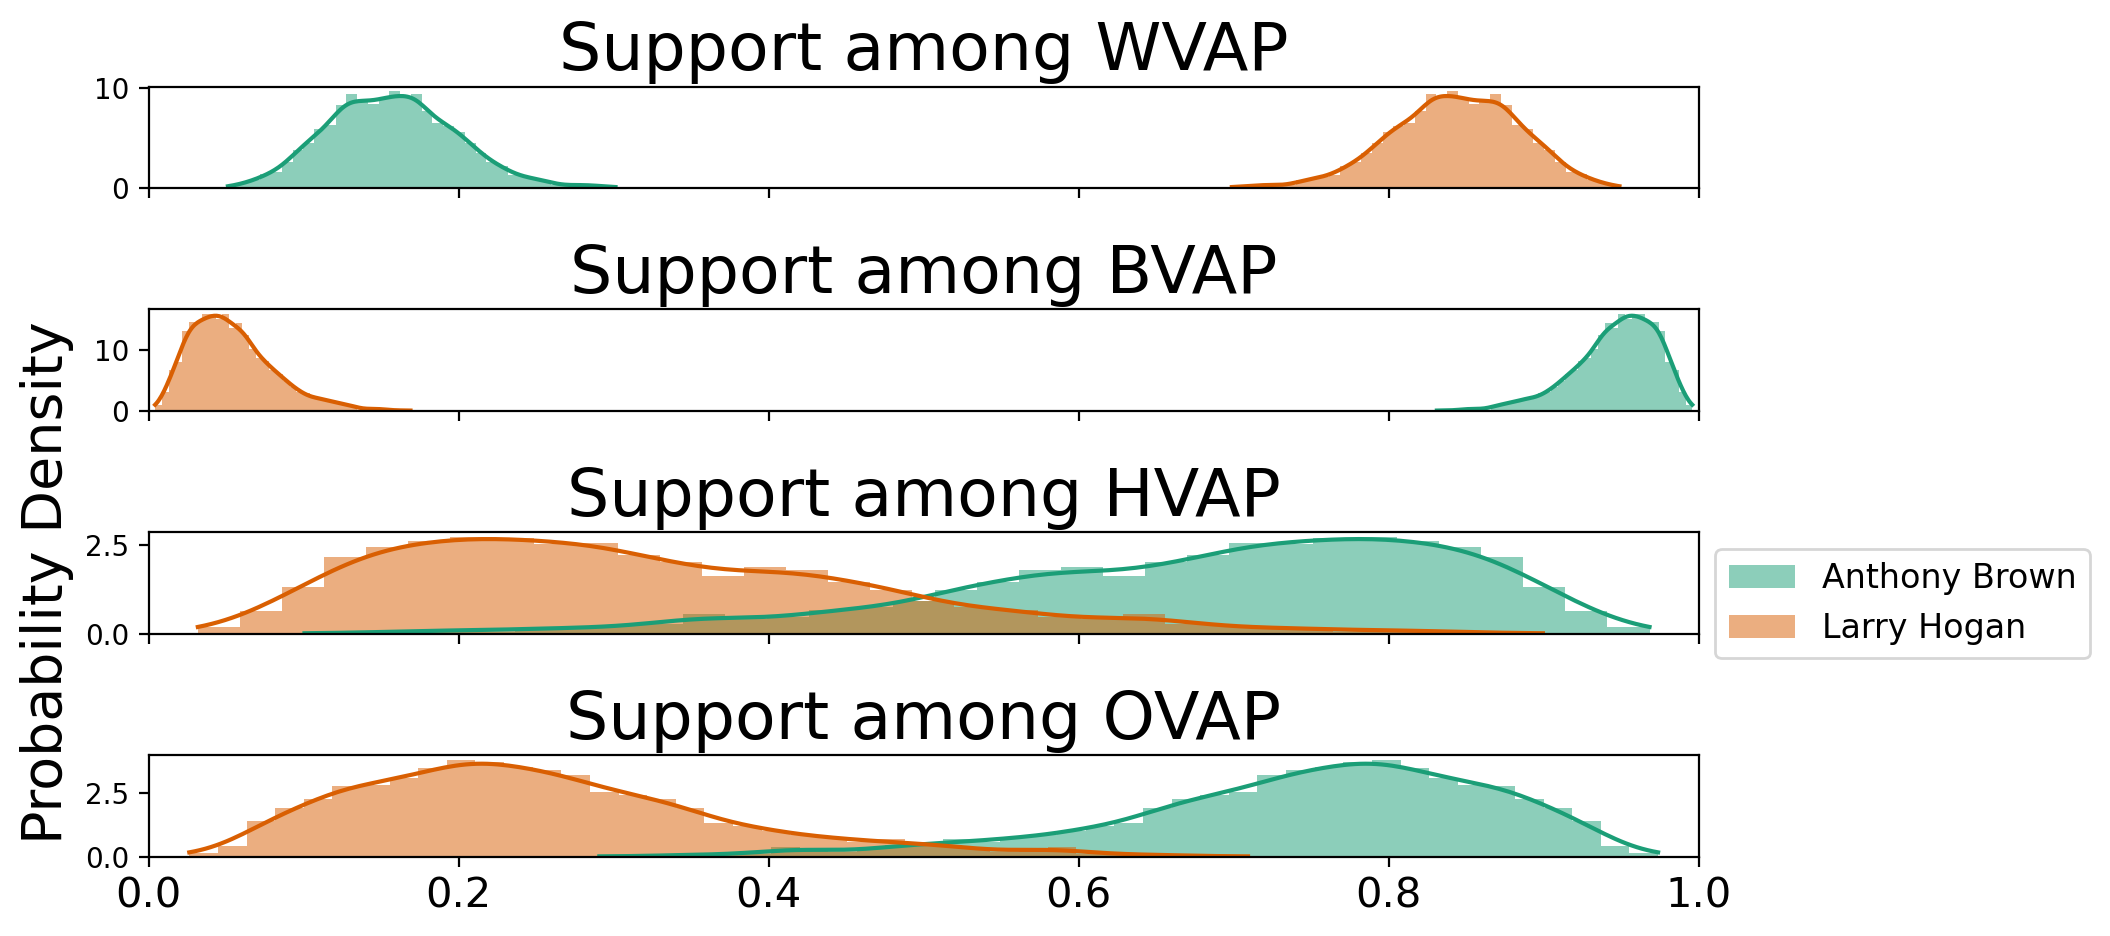 Support among WVAP
10
0
Support among BVAP
10
0
Support among HVAP
2.5
0.0
Support among OVAP
2.5
0.0
0.0 0.2 0.4 0.6 0.8 1.0
Probability Density
Anthony Brown
Larry Hogan